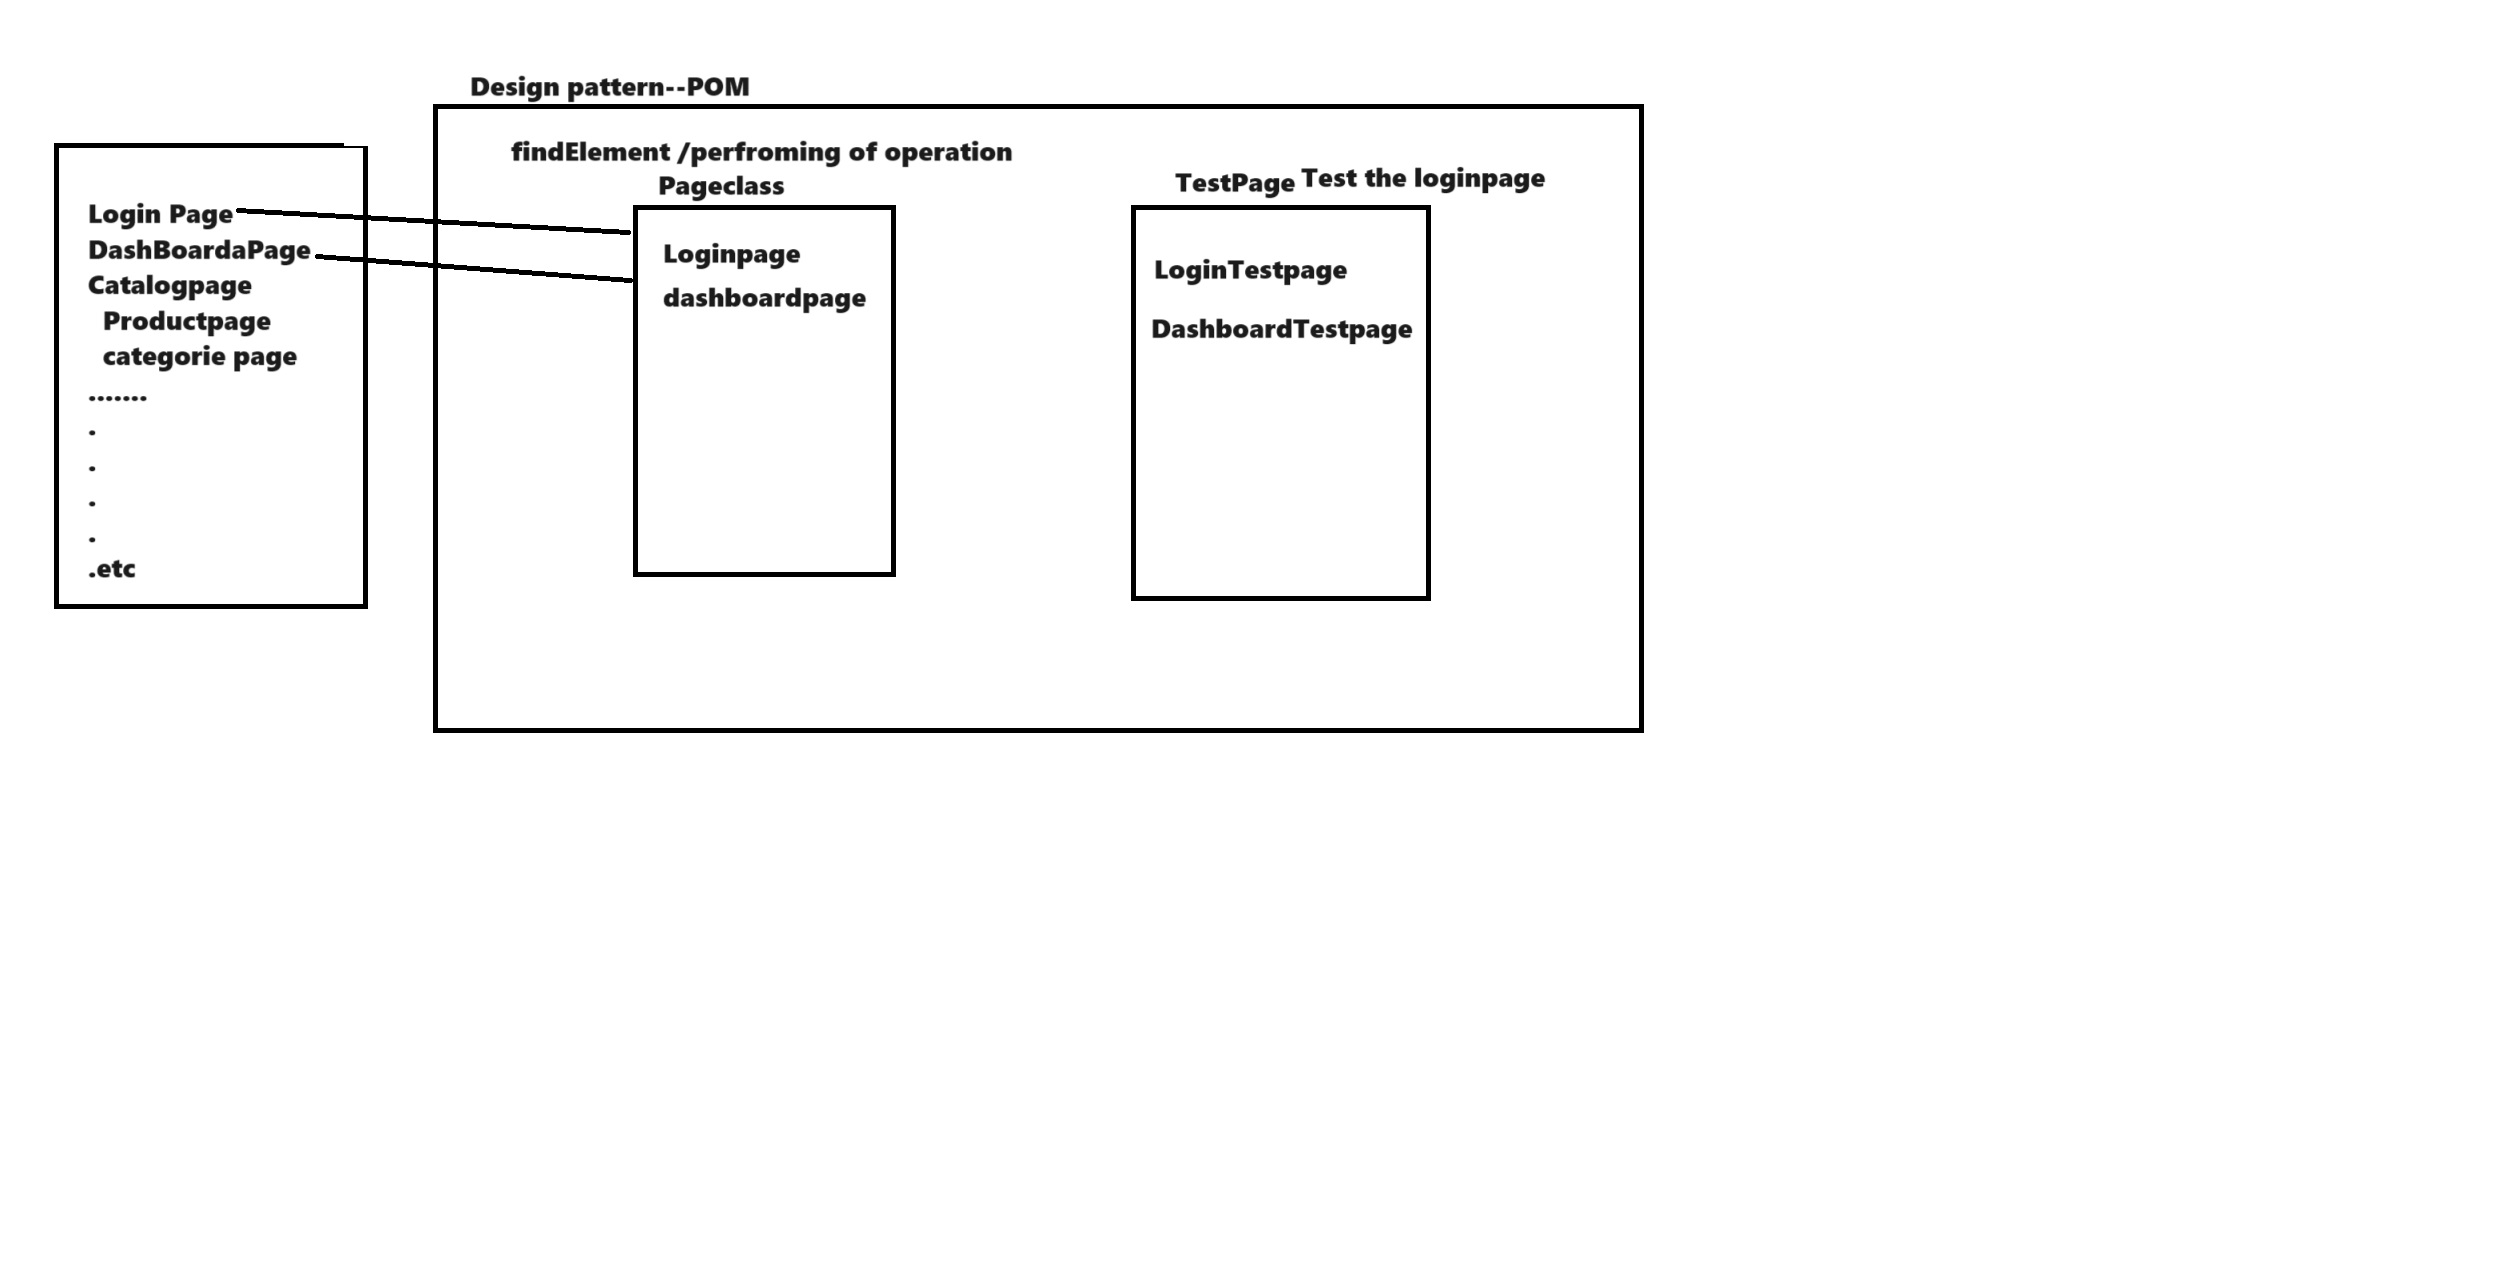 Design pattern--POM
Login Page
DashBoardaPage
Catalogpage
Productpage
categorie page
.......
.
.
.
.
.etc
findElement /perfroming of operation
Pageclass
Loginpage
dashboardpage
TestPage Test the loginpage
LoginTestpage
DashboardTestpage